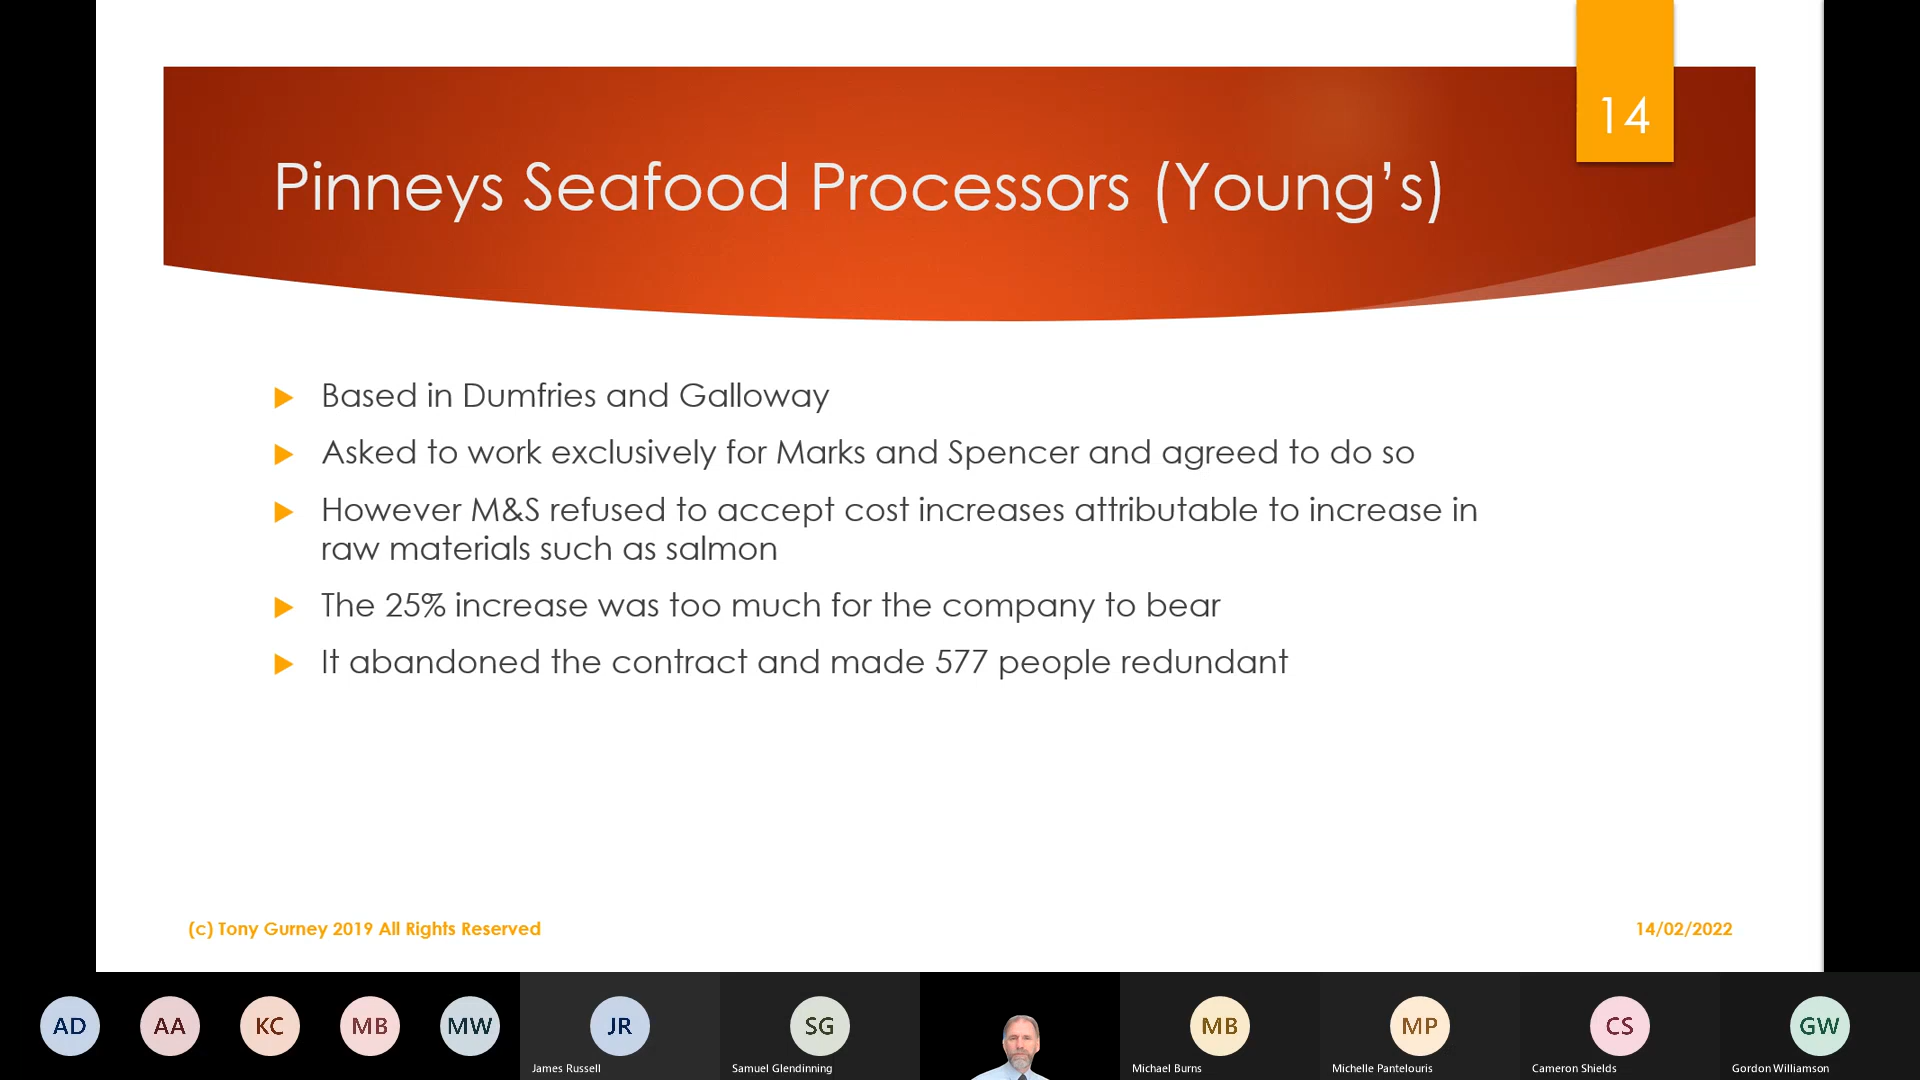 14
Pinneys Seafood Processors (Young's)
Based in Dumfries and Galloway
Asked to work exclusively for Marks and Spencer and agreed to do so
However M&S refused to accept cost increases attributable to increase in
raw materials such as salmon
The 25% increase was too much for the company to bear
It abandoned the contract and made 577 people redundant
(c) Tony Gurney 2019 All Rights Reserved
14/02/2022
AD
AA
KC
MB
MW
JR
SG
MB
MP
CS
GW
James Russell
Samuel Glendinning
Michael Burns
Michelle Pantelouris
Cameron Shields
Gordon Williamson